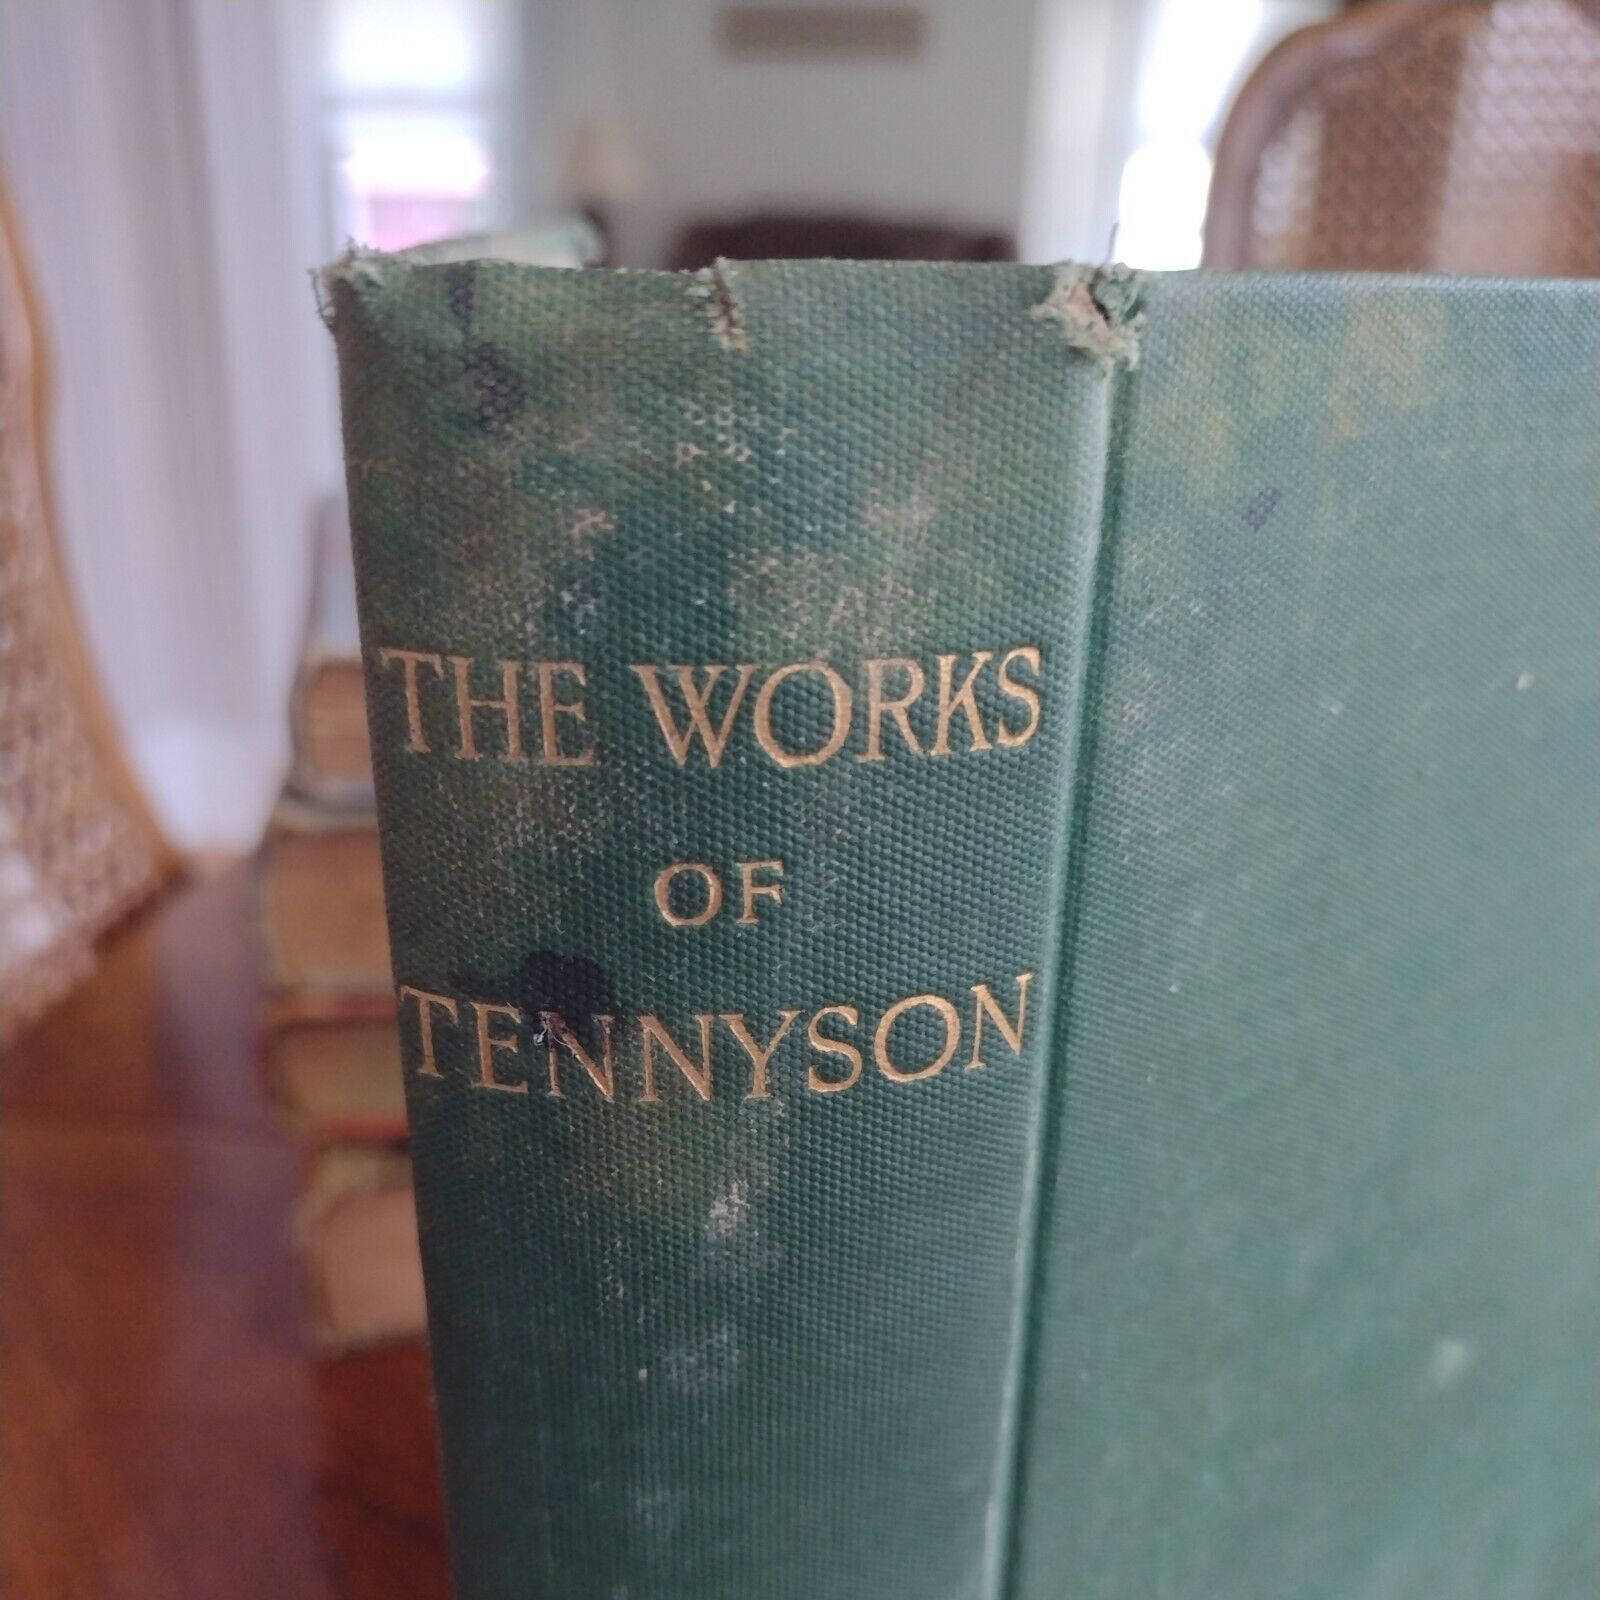 THE WORKS
OF
TENNYSON